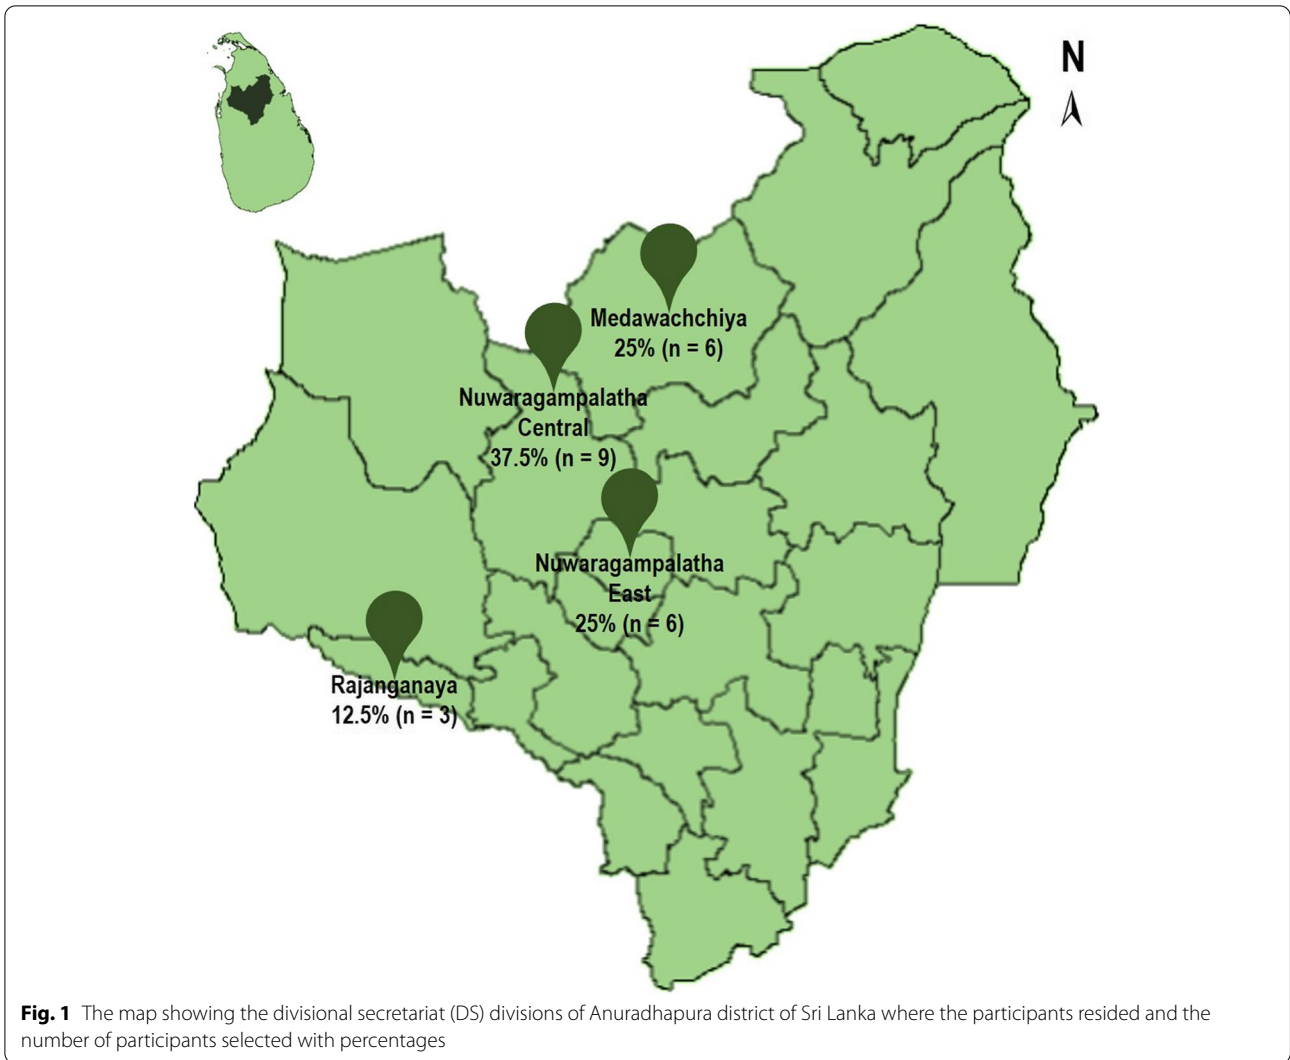 N
Medawachchiya
25% (n = 6)
Nuwaragampalatha
Central
37.5% (n = 9)
Nuwaragampalatha
East
25% (n = 6)
Rajanganaya
12.5% (n = 3)
Fig. 1 The map showing the divisional secretariat (DS) divisions of Anuradhapura district of Sri Lanka where the participants resided and the
number of participants selected with percentages